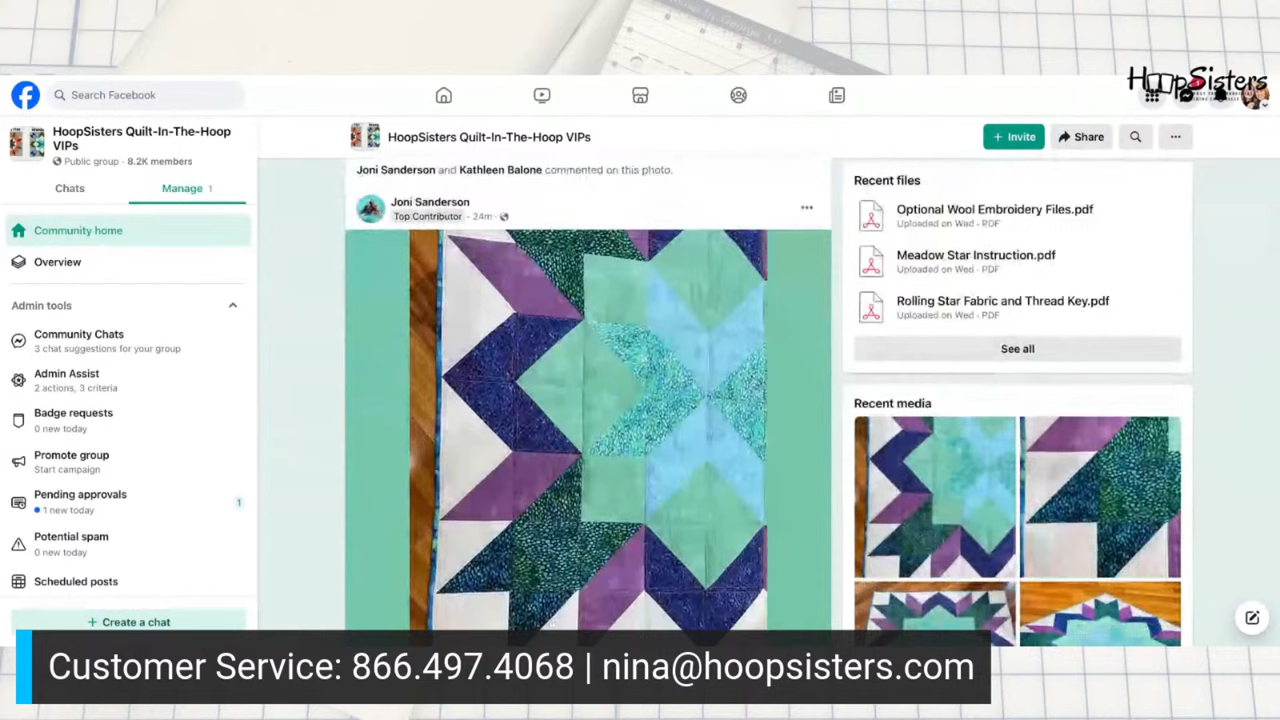 HoopSisters
Search Facebook
HoopSisters Quilt-In-The-Hoop
VIPs
Public group · 8.2K members
Chats
Manage 1
Community home
Overview
Admin tools
Community Chats
3 chat suggestions for your group
Admin Assist
2 actions, 3 criteria
Badge requests
0 new today
Promote group
Start campaign
Pending approvals
1 new today
1
Potential spam
0 new today
Scheduled posts
+ Create a chat
HoopSisters Quilt-In-The-Hoop VIPs
+ Invite
Share
Joni Sanderson and Kathleen Balone commented on this photo.
Joni Sanderson
Top Contributor · 24m ·
Recent files
Optional Wool Embroidery Files.pdf
Uploaded on Wed · PDF
Meadow Star Instruction.pdf
Uploaded on Wed · PDF
Rolling Star Fabric and Thread Key.pdf
Uploaded on Wed · PDF
See all
Recent media
Customer Service: 866.497.4068 | nina@hoopsisters.com